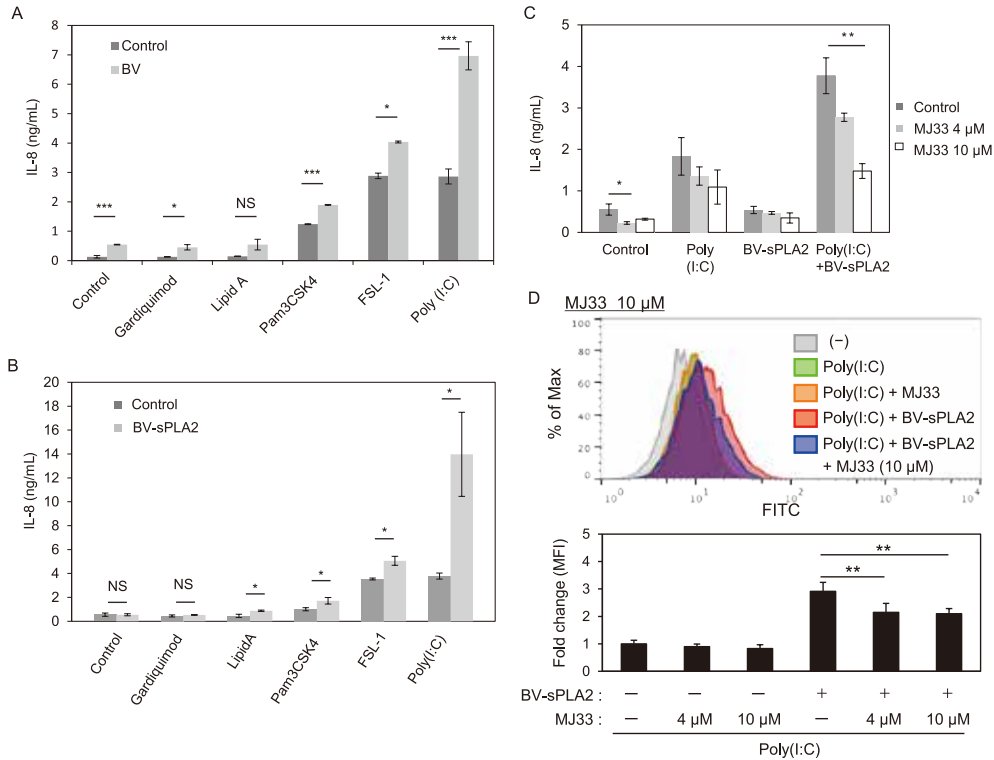 A
8
7
6
5
4
3
2
1
0
IL-8 (ng/mL)
Control
BV
***
*
NS
***
*
***
Control
Gardiquimod
Lipid A
Pam3CSK4
FSL-1
Poly (I:C)
B
20
18
16
14
12
10
8
6
4
2
0
IL-8 (ng/mL)
Control
BV-sPLA2
NS
NS
*
*
*
*
Control
Gardiquimod
LipidA
Pam3CSK4
FSL-1
Poly(I:C)
C
5
4
3
2
1
0
IL-8 (ng/mL)
*
**
Control
MJ33 4 µM
MJ33 10 µM
Control
Poly
(I:C)
BV-sPLA2
Poly(I:C)
+BV-sPLA2
D
MJ33 10 µM
100
80
60
40
20
0
% of Max
(−)
Poly(I:C)
Poly(I:C) + MJ33
Poly(I:C) + BV-sPLA2
Poly(I:C) + BV-sPLA2
+ MJ33 (10 µM)
10⁰
10¹
10²
10³
10⁴
FITC
5
4
3
2
1
0
Fold change (MFI)
**
**
BV-sPLA2 : − − − + + +
MJ33 : − 4 µM 10 µM − 4 µM 10 µM
Poly(I:C)